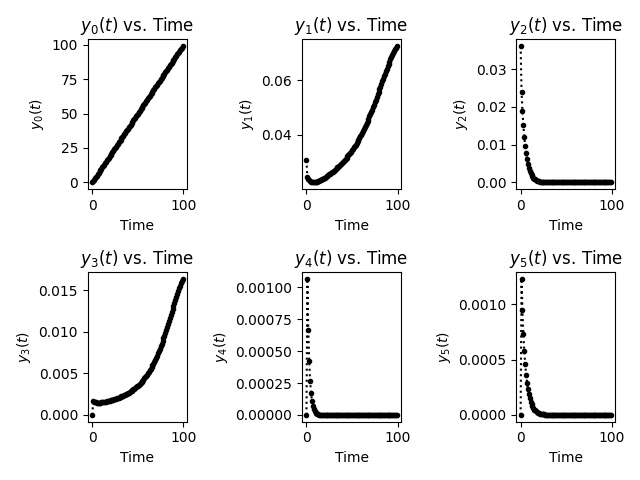 y0(t) vs. Time y1(t) vs. Time y2(t) vs. Time
100
75
50
25
0
y0(t)
0 100
Time
0.06
0.04
y1(t)
0 100
Time
0.03
0.02
0.01
0.00
y2(t)
0 100
Time
y3(t) vs. Time y4(t) vs. Time y5(t) vs. Time
0.015
0.010
0.005
0.000
y3(t)
0 100
Time
0.00100
0.00075
0.00050
0.00025
0.00000
y4(t)
0 100
Time
0.0010
0.0005
0.0000
y5(t)
0 100
Time